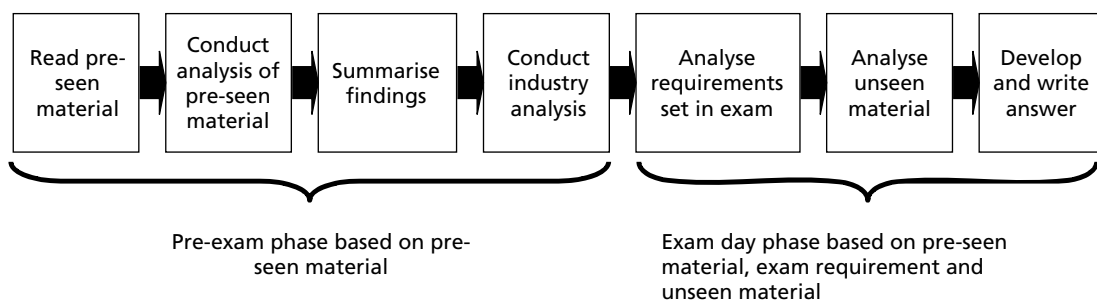 Read pre-
seen
material
Conduct
analysis of
pre-seen
material
Summarise
findings
Conduct
industry
analysis
Analyse
requirements
set in exam
Analyse
unseen
material
Develop
and write
answer
Pre-exam phase based on pre-
seen material
Exam day phase based on pre-seen
material, exam requirement and
unseen material